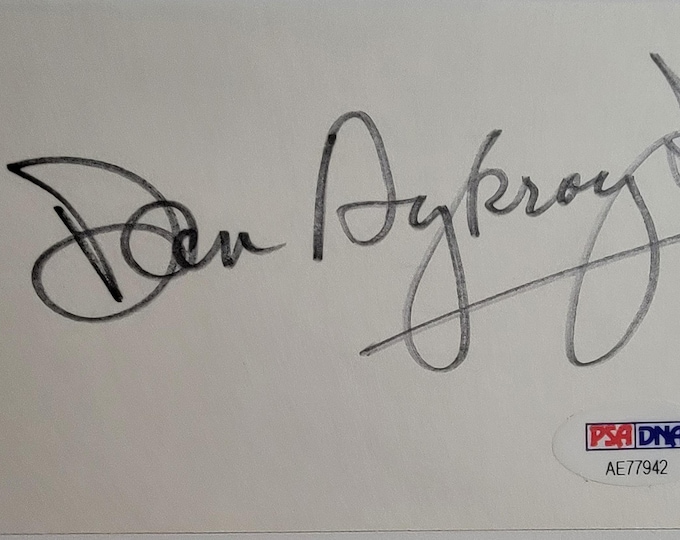 Dan Aykroyd
PSA DNA
AE77942